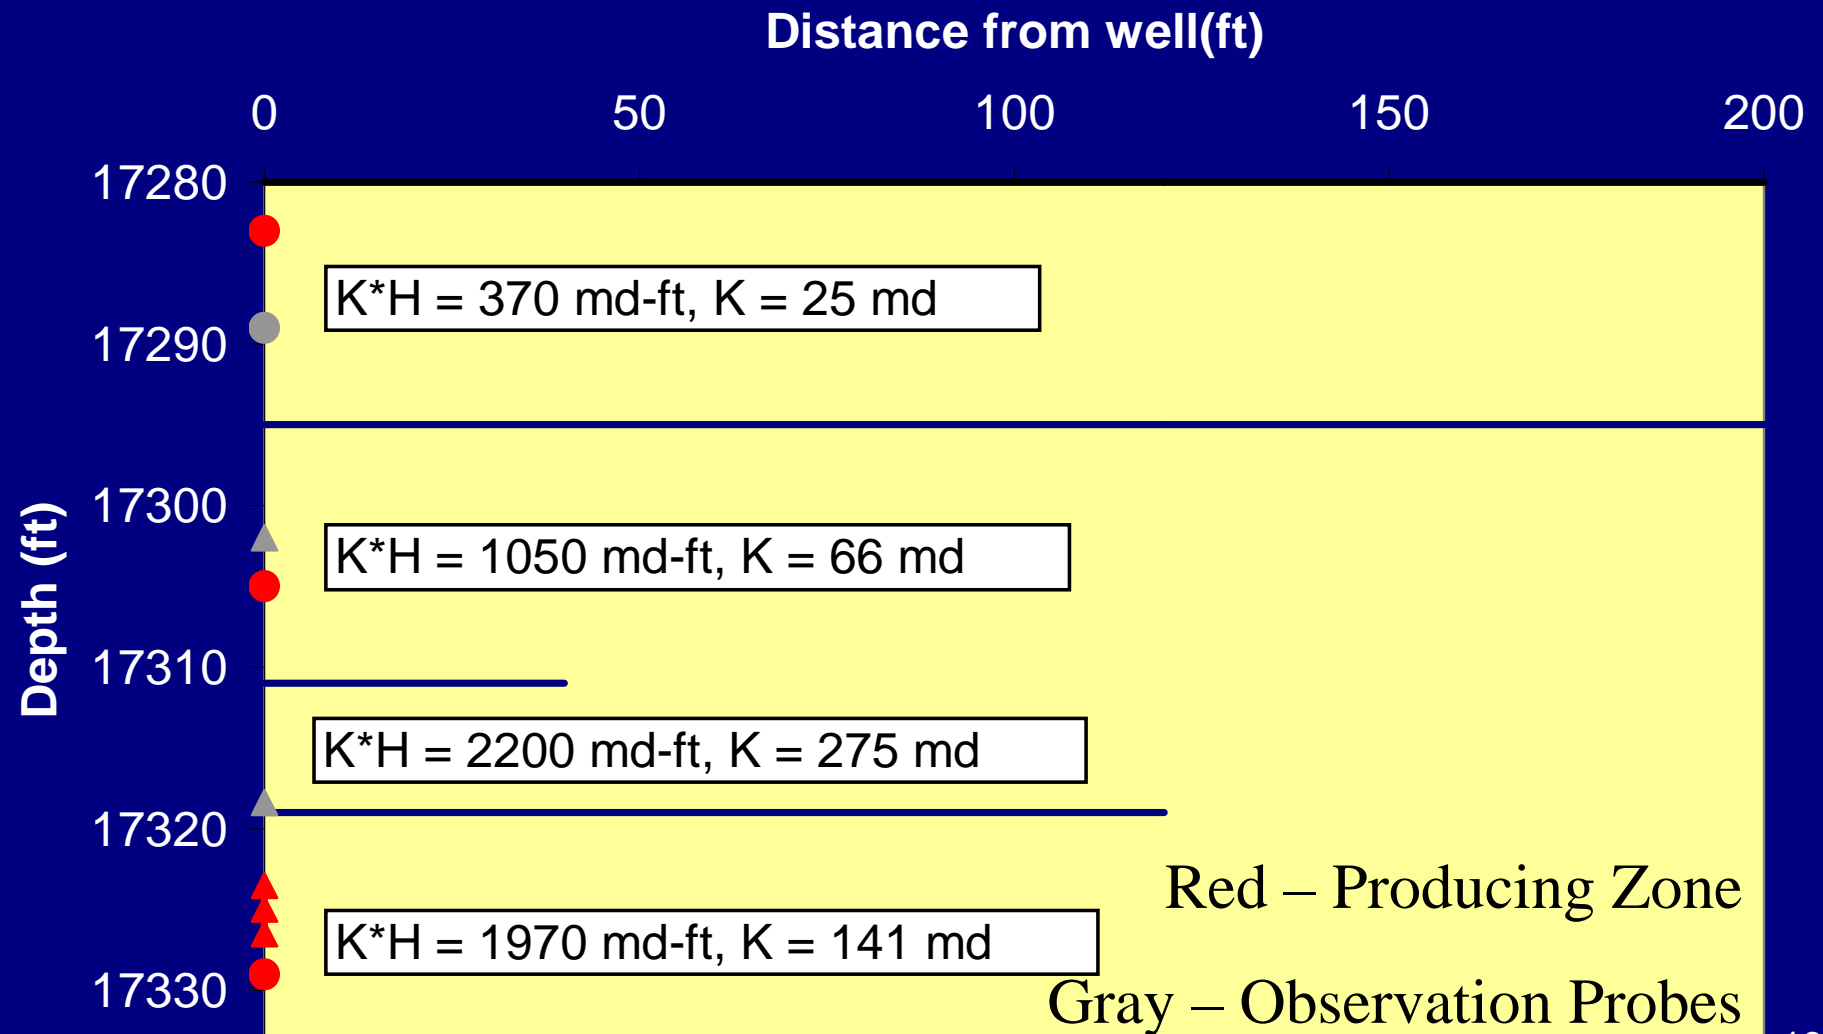 Distance from well(ft)
0 50 100 150 200
17280
K*H = 370 md-ft, K = 25 md
17290
17300
K*H = 1050 md-ft, K = 66 md
Depth (ft)
17310
K*H = 2200 md-ft, K = 275 md
17320
Red – Producing Zone
K*H = 1970 md-ft, K = 141 md
17330
Gray – Observation Probes